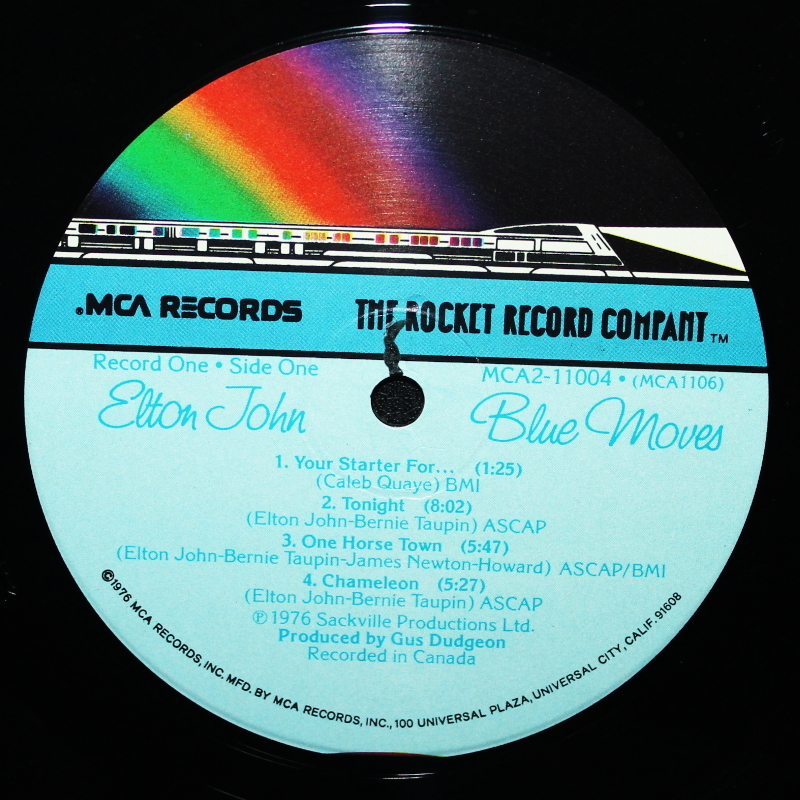 MCA RECORDS THE ROCKET RECORD COMPANY™
Record One • Side One
MCA2-11004 • (MCA1106)
Elton John
Blue Moves
1. Your Starter For... (1:25)
(Caleb Quaye) BMI
2. Tonight (8:02)
(Elton John-Bernie Taupin) ASCAP
3. One Horse Town (5:47)
(Elton John-Bernie Taupin-James Newton-Howard) ASCAP/BMI
4. Chameleon (5:27)
(Elton John-Bernie Taupin) ASCAP
℗1976 Sackville Productions Ltd.
Produced by Gus Dudgeon
Recorded in Canada
©1976 MCA RECORDS, INC. MFD. BY MCA RECORDS, INC., 100 UNIVERSAL PLAZA, UNIVERSAL CITY, CALIF. 91608